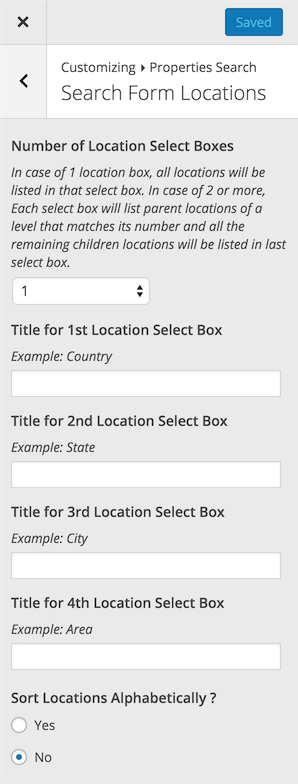 Saved
Customizing ▸ Properties Search
Search Form Locations
Number of Location Select Boxes
In case of 1 location box, all locations will be
listed in that select box. In case of 2 or more,
Each select box will list parent locations of a
level that matches its number and all the
remaining children locations will be listed in last
select box.
1
Title for 1st Location Select Box
Example: Country
Title for 2nd Location Select Box
Example: State
Title for 3rd Location Select Box
Example: City
Title for 4th Location Select Box
Example: Area
Sort Locations Alphabetically ?
Yes
No